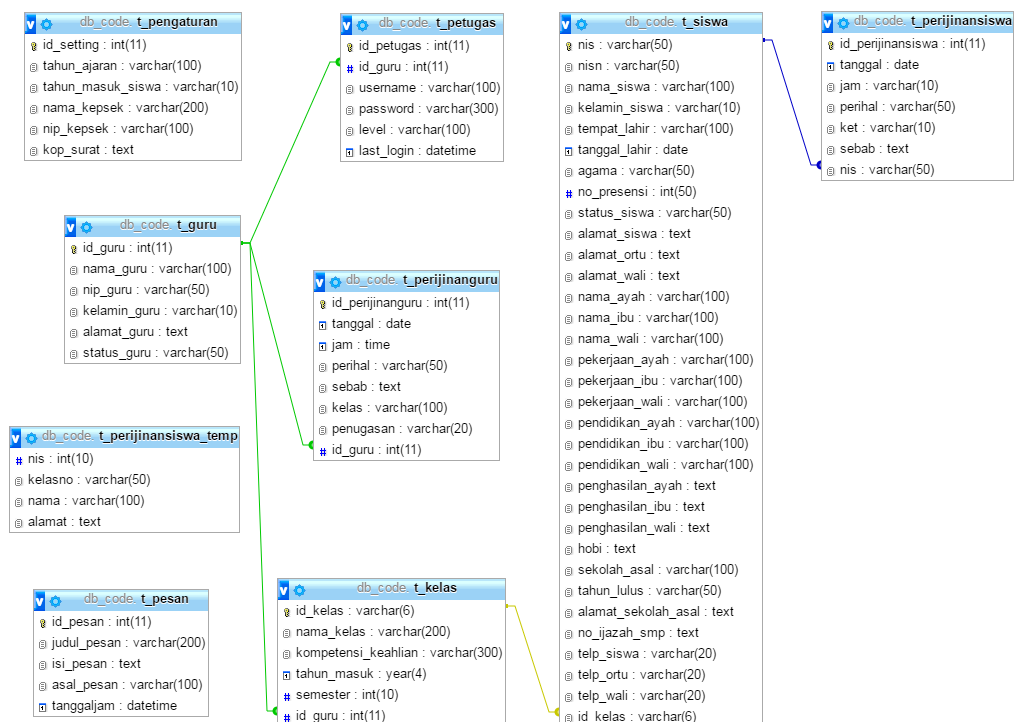 db_code. t_pengaturan
id_setting : int(11)
tahun_ajaran : varchar(100)
tahun_masuk_siswa : varchar(10)
nama_kepsek : varchar(200)
nip_kepsek : varchar(100)
kop_surat : text
db_code. t_petugas
id_petugas : int(11)
id_guru : int(11)
username : varchar(100)
password : varchar(300)
level : varchar(100)
last_login : datetime
db_code. t_siswa
nis : varchar(50)
nisn : varchar(50)
nama_siswa : varchar(100)
kelamin_siswa : varchar(10)
tempat_lahir : varchar(100)
tanggal_lahir : date
agama : varchar(50)
no_presensi : int(50)
status_siswa : varchar(50)
alamat_siswa : text
alamat_ortu : text
alamat_wali : text
nama_ayah : varchar(100)
nama_ibu : varchar(100)
nama_wali : varchar(100)
pekerjaan_ayah : varchar(100)
pekerjaan_ibu : varchar(100)
pekerjaan_wali : varchar(100)
pendidikan_ayah : varchar(100)
pendidikan_ibu : varchar(100)
pendidikan_wali : varchar(100)
penghasilan_ayah : text
penghasilan_ibu : text
penghasilan_wali : text
hobi : text
sekolah_asal : varchar(100)
tahun_lulus : varchar(50)
alamat_sekolah_asal : text
no_ijazah_smp : text
telp_siswa : varchar(20)
telp_ortu : varchar(20)
telp_wali : varchar(20)
id_kelas : varchar(6)
db_code. t_perijinansiswa
id_perijinansiswa : int(11)
tanggal : date
jam : varchar(10)
perihal : varchar(50)
ket : varchar(10)
sebab : text
nis : varchar(50)
db_code. t_guru
id_guru : int(11)
nama_guru : varchar(100)
nip_guru : varchar(50)
kelamin_guru : varchar(10)
alamat_guru : text
status_guru : varchar(50)
db_code. t_perijinanguru
id_perijinanguru : int(11)
tanggal : date
jam : time
perihal : varchar(50)
sebab : text
kelas : varchar(100)
penugasan : varchar(20)
id_guru : int(11)
db_code. t_perijinansiswa_temp
nis : int(10)
kelasno : varchar(50)
nama : varchar(100)
alamat : text
db_code. t_pesan
id_pesan : int(11)
judul_pesan : varchar(200)
isi_pesan : text
asal_pesan : varchar(100)
tanggaljam : datetime
db_code. t_kelas
id_kelas : varchar(6)
nama_kelas : varchar(200)
kompetensi_keahlian : varchar(300)
tahun_masuk : year(4)
semester : int(10)
id_guru : int(11)